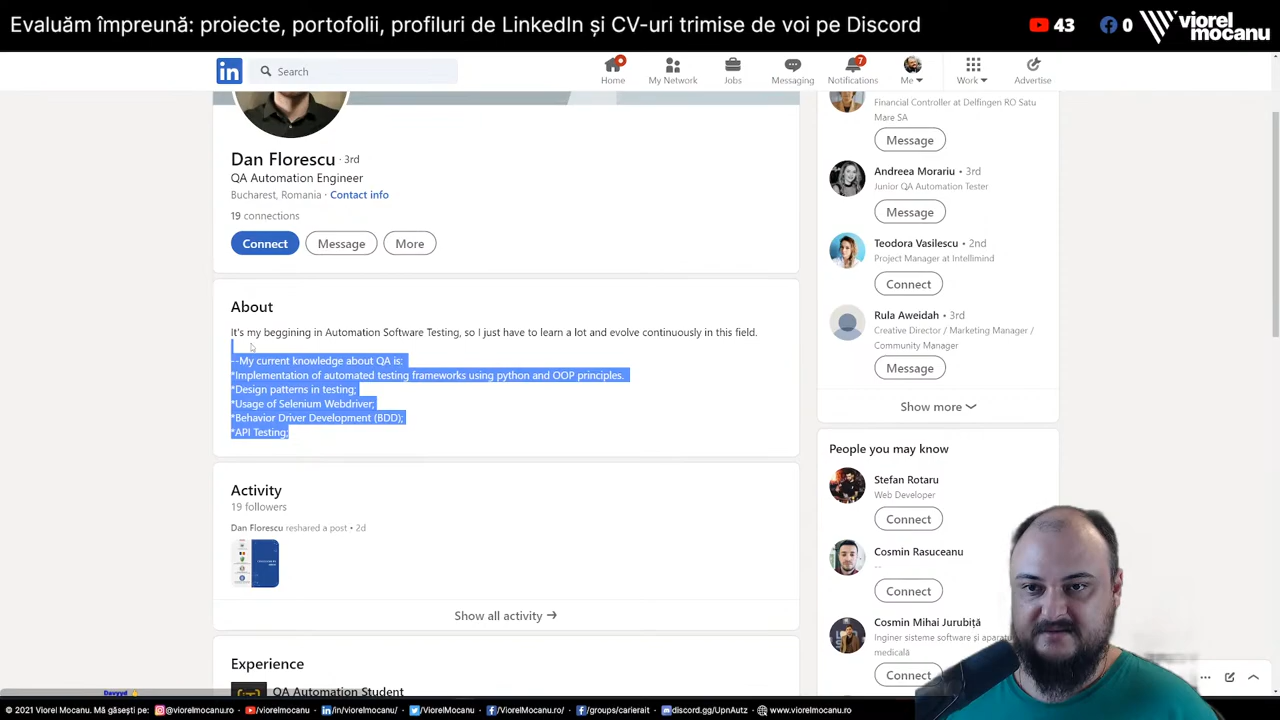 Evaluăm împreună: proiecte, portofolii, profiluri de LinkedIn și CV-uri trimise de voi pe Discord
43
0
viorel
mocanu
in
Search
Home
My Network
Jobs
Messaging
7
Notifications
Me
Work
Advertise
Dan Florescu · 3rd
QA Automation Engineer
Bucharest, Romania · Contact info
19 connections
Connect
Message
More
About
It's my beggining in Automation Software Testing, so I just have to learn a lot and evolve continuously in this field.
--My current knowledge about QA is:
*Implementation of automated testing frameworks using python and OOP principles.
*Design patterns in testing;
*Usage of Selenium Webdriver;
*Behavior Driver Development (BDD);
*API Testing;
Activity
19 followers
Dan Florescu reshared a post • 2d
Show all activity →
Experience
QA Automation Student
Financial Controller at Delfingen RO Satu
Mare SA
Message
Andreea Morariu • 3rd
Junior QA Automation Tester
Message
Teodora Vasilescu • 2nd
Project Manager at Intellimind
Connect
Rula Aweidah • 3rd
Creative Director / Marketing Manager /
Community Manager
Message
Show more
People you may know
Stefan Rotaru
Web Developer
Connect
Cosmin Rasuceanu
--
Connect
Cosmin Mihai Jurubiță
Inginer sisteme software și
medicală
Connect
Davyyd
© 2021 Viorel Mocanu. Mă găsești pe:
@viorelmocanu.ro
/viorelmocanu
/in/viorelmocanu/
/ViorelMocanu
/ViorelMocanu.ro/
/groups/carierait
discord.gg/UpnAutz
www.viorelmocanu.ro